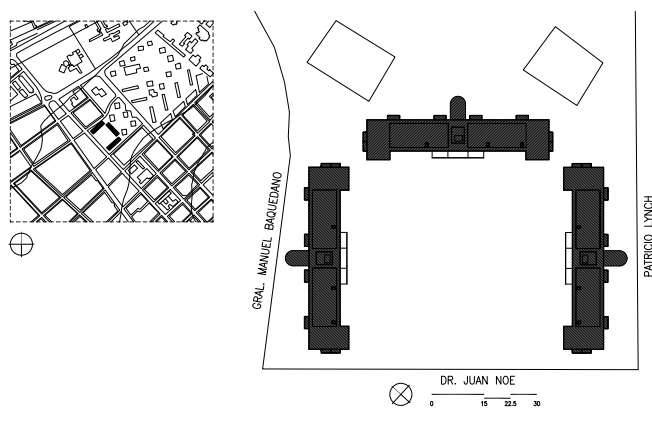 GRAL. MANUEL BAQUEDANO
PATRICIO LYNCH
DR. JUAN NOE
0 15 22.5 30